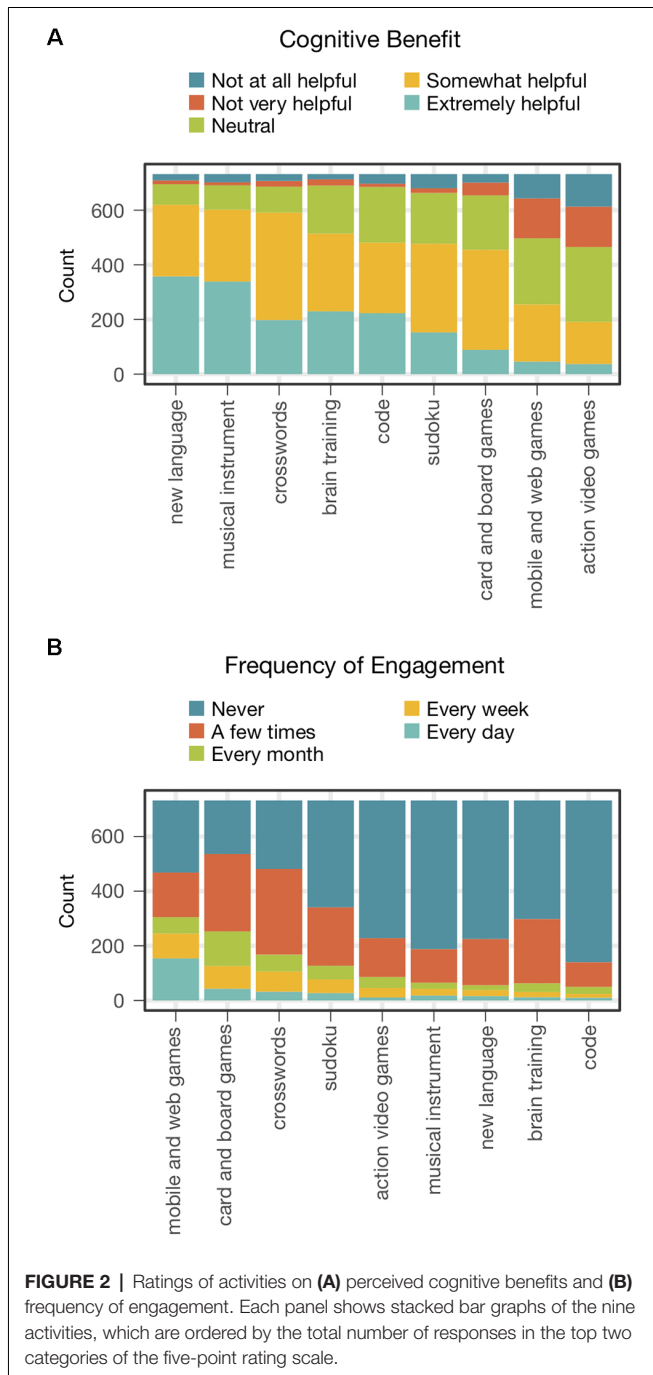 A
Cognitive Benefit
Not at all helpful
Somewhat helpful
Not very helpful
Extremely helpful
Neutral
600
400
200
0
Count
new language
musical instrument
crosswords
brain training
code
sudoku
card and board games
mobile and web games
action video games
B
Frequency of Engagement
Never
Every week
A few times
Every day
Every month
600
400
200
0
Count
mobile and web games
card and board games
crosswords
sudoku
action video games
musical instrument
new language
brain training
code
FIGURE 2 | Ratings of activities on (A) perceived cognitive benefits and (B)
frequency of engagement. Each panel shows stacked bar graphs of the nine
activities, which are ordered by the total number of responses in the top two
categories of the five-point rating scale.